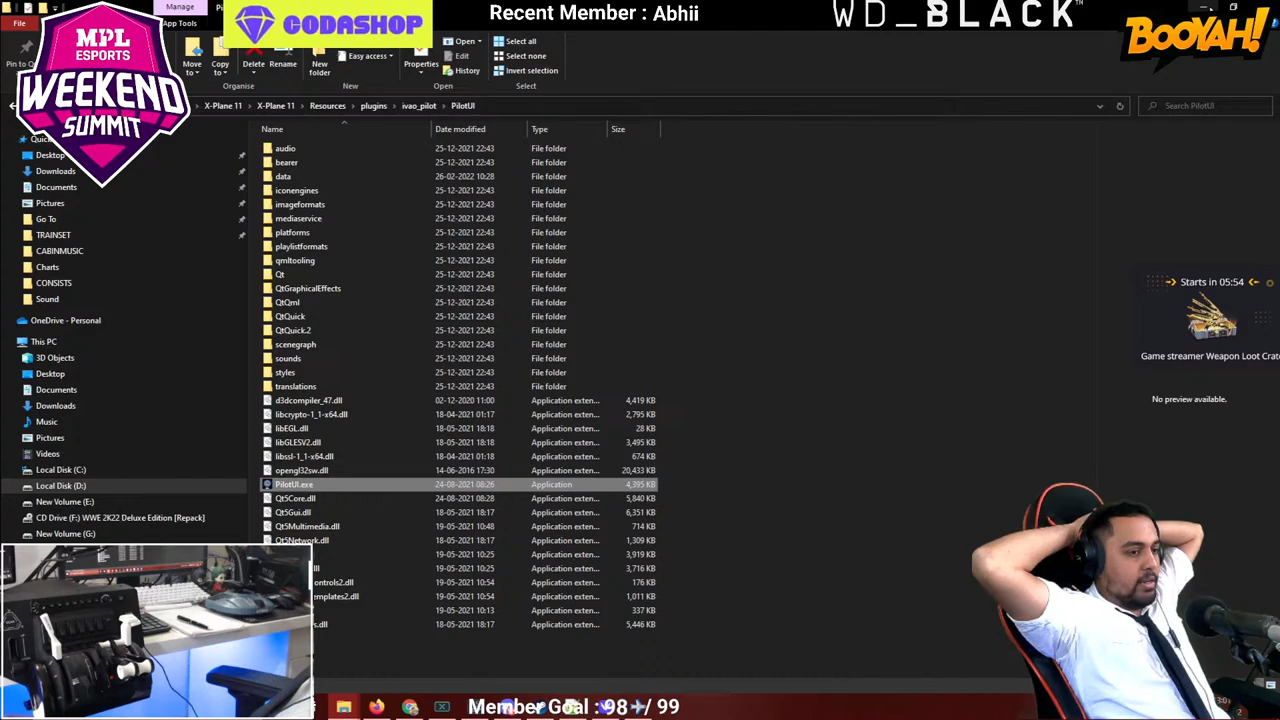 Recent Member : Abhii
WD_BLACK™
BOOYAH!
CODASHOP
MPL
ESPORTS
WEEKEND
SUMMIT
File
Manage
App Tools
Move
to
Copy
to
Delete
Rename
New
folder
Easy access
Properties
Open
Edit
History
Select all
Select none
Invert selection
Organise
New
Open
Select
X-Plane 11
X-Plane 11
Resources
plugins
ivao_pilot
PilotUI
Search PilotUI
Name
Date modified
Type
Size
Desktop
Downloads
Documents
Pictures
Go To
TRAINSET
CABINMUSIC
Charts
CONSISTS
Sound
OneDrive - Personal
This PC
3D Objects
Desktop
Documents
Downloads
Music
Pictures
Videos
Local Disk (C:)
Local Disk (D:)
New Volume (E:)
CD Drive (F:) WWE 2K22 Deluxe Edition [Repack]
New Volume (G:)
audio 25-12-2021 22:43 File folder
bearer 25-12-2021 22:43 File folder
data 26-02-2022 10:28 File folder
iconengines 25-12-2021 22:43 File folder
imageformats 25-12-2021 22:43 File folder
mediaservice 25-12-2021 22:43 File folder
platforms 25-12-2021 22:43 File folder
playlistformats 25-12-2021 22:43 File folder
qmltooling 25-12-2021 22:43 File folder
Qt 25-12-2021 22:43 File folder
QtGraphicalEffects 25-12-2021 22:43 File folder
QtQml 25-12-2021 22:43 File folder
QtQuick 25-12-2021 22:43 File folder
QtQuick.2 25-12-2021 22:43 File folder
scenegraph 25-12-2021 22:43 File folder
sounds 25-12-2021 22:43 File folder
styles 25-12-2021 22:43 File folder
translations 25-12-2021 22:43 File folder
d3dcompiler_47.dll 02-12-2020 11:00 Application exten... 4,419 KB
libcrypto-1_1-x64.dll 18-04-2021 01:17 Application exten... 2,795 KB
libEGL.dll 18-05-2021 18:18 Application exten... 28 KB
libGLESV2.dll 18-05-2021 18:18 Application exten... 3,495 KB
libssl-1_1-x64.dll 18-04-2021 01:17 Application exten... 674 KB
opengl32sw.dll 14-06-2016 17:30 Application exten... 20,433 KB
PilotUI.exe 24-08-2021 08:26 Application 4,395 KB
Qt5Core.dll 24-08-2021 08:28 Application exten... 5,840 KB
Qt5Gui.dll 18-05-2021 18:17 Application exten... 6,351 KB
Qt5Multimedia.dll 19-05-2021 10:48 Application exten... 714 KB
Qt5Network.dll 18-05-2021 18:17 Application exten... 1,309 KB
19-05-2021 10:25 Application exten... 3,919 KB
19-05-2021 10:25 Application exten... 3,716 KB
ontrols2.dll 19-05-2021 10:54 Application exten... 176 KB
emplates2.dll 19-05-2021 10:54 Application exten... 1,011 KB
19-05-2021 10:13 Application exten... 337 KB
18-05-2021 18:17 Application exten... 5,446 KB
Starts in 05:54
Game streamer Weapon Loot Crat
No preview available.
Member Goal : 98 / 99